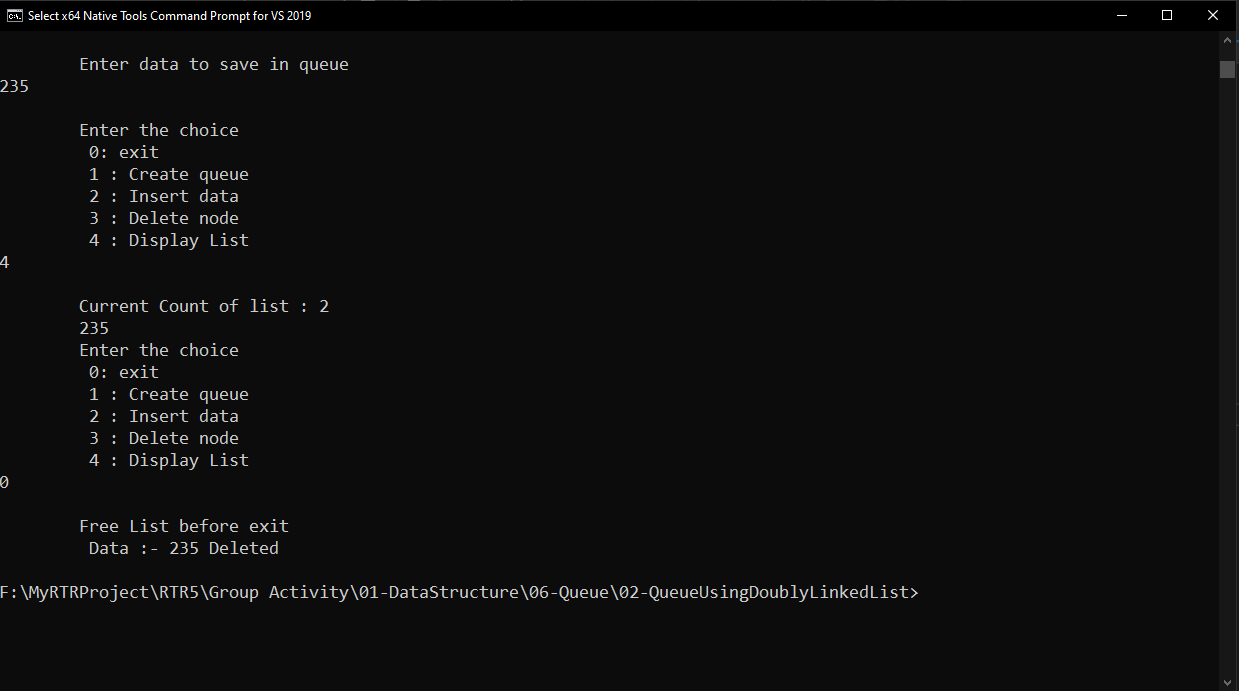 Select x64 Native Tools Command Prompt for VS 2019
Enter data to save in queue
235
Enter the choice
0: exit
1 : Create queue
2 : Insert data
3 : Delete node
4 : Display List
4
Current Count of list : 2
235
Enter the choice
0: exit
1 : Create queue
2 : Insert data
3 : Delete node
4 : Display List
0
Free List before exit
Data :- 235 Deleted
F:\MyRTRProject\RTR5\Group Activity\01-DataStructure\06-Queue\02-QueueUsingDoublyLinkedList>